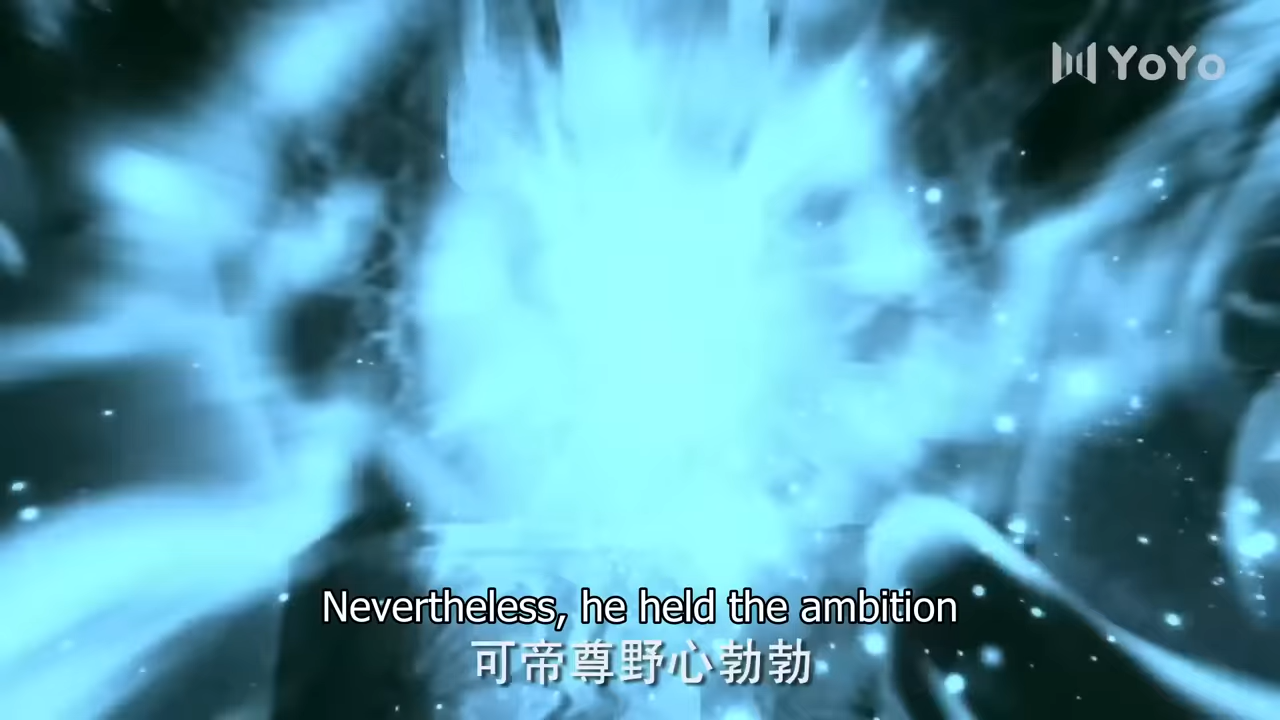 YoYo
Nevertheless, he held the ambition
可帝尊野心勃勃